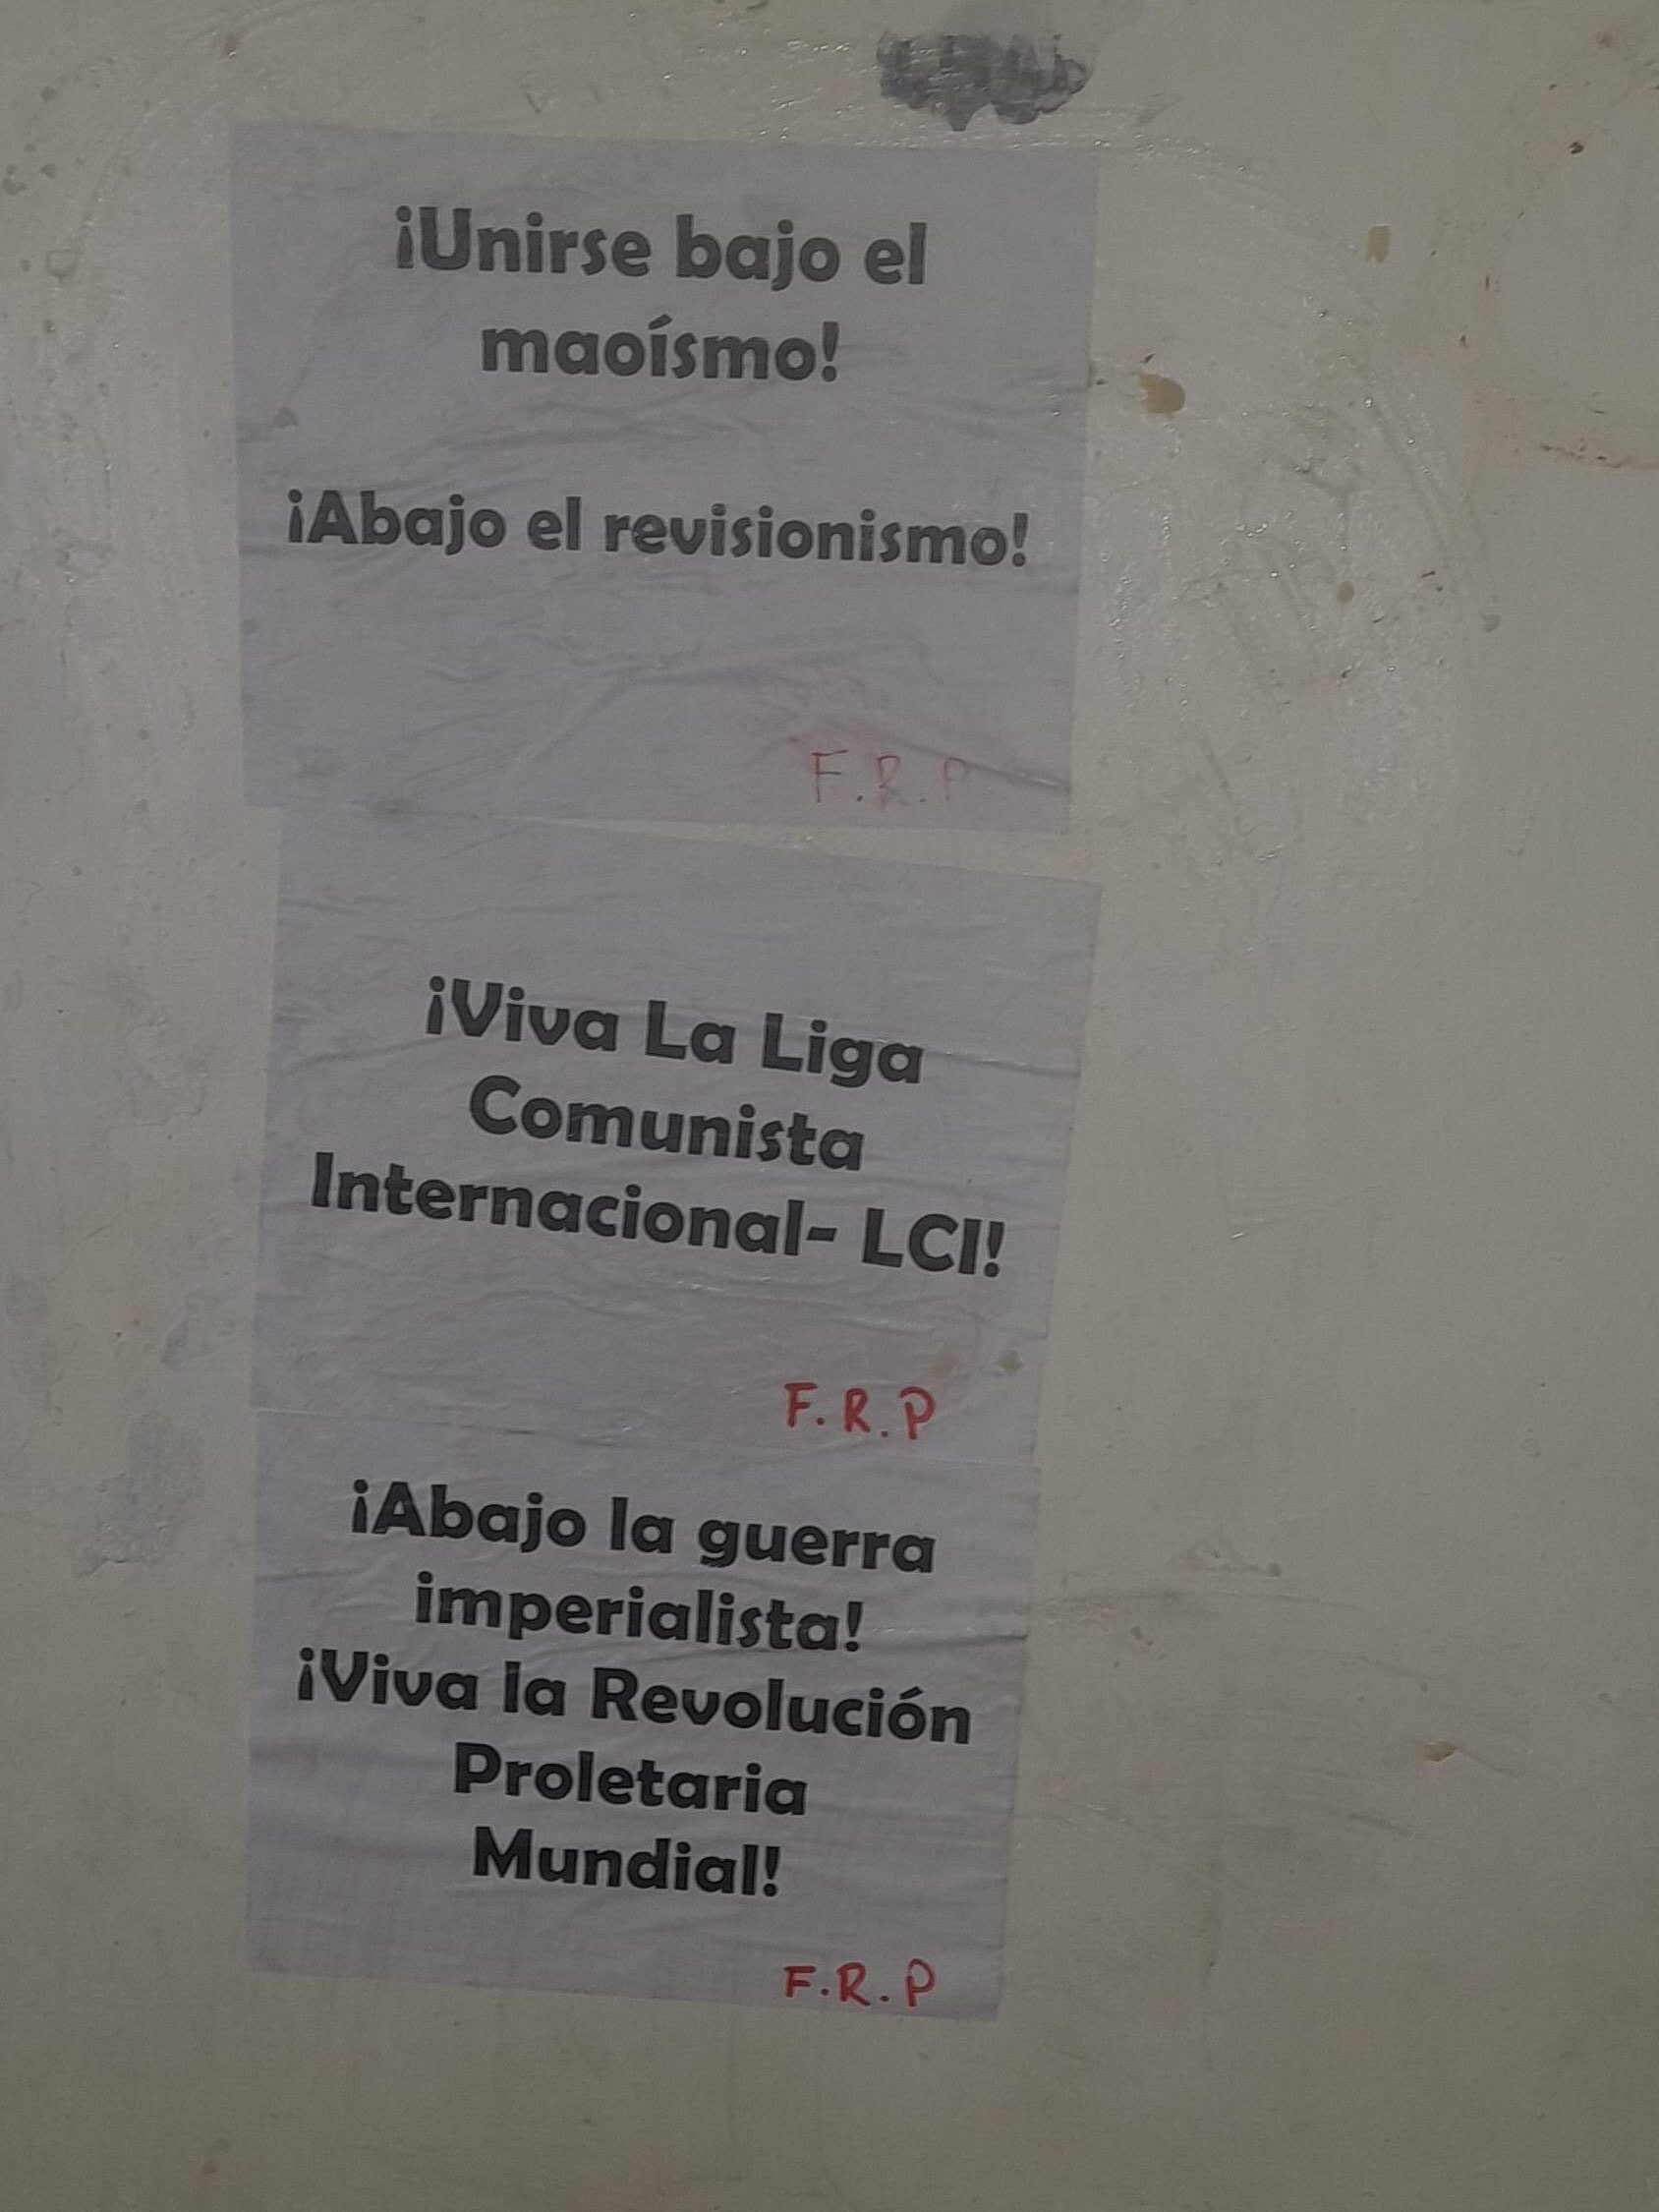 ¡Unirse bajo el
maoísmo!
¡Abajo el revisionismo!
F.R.P
¡Viva La Liga
Comunista
Internacional- LCI!
F.R.P
¡Abajo la guerra
imperialista!
¡Viva la Revolución
Proletaria
Mundial!
F.R.P